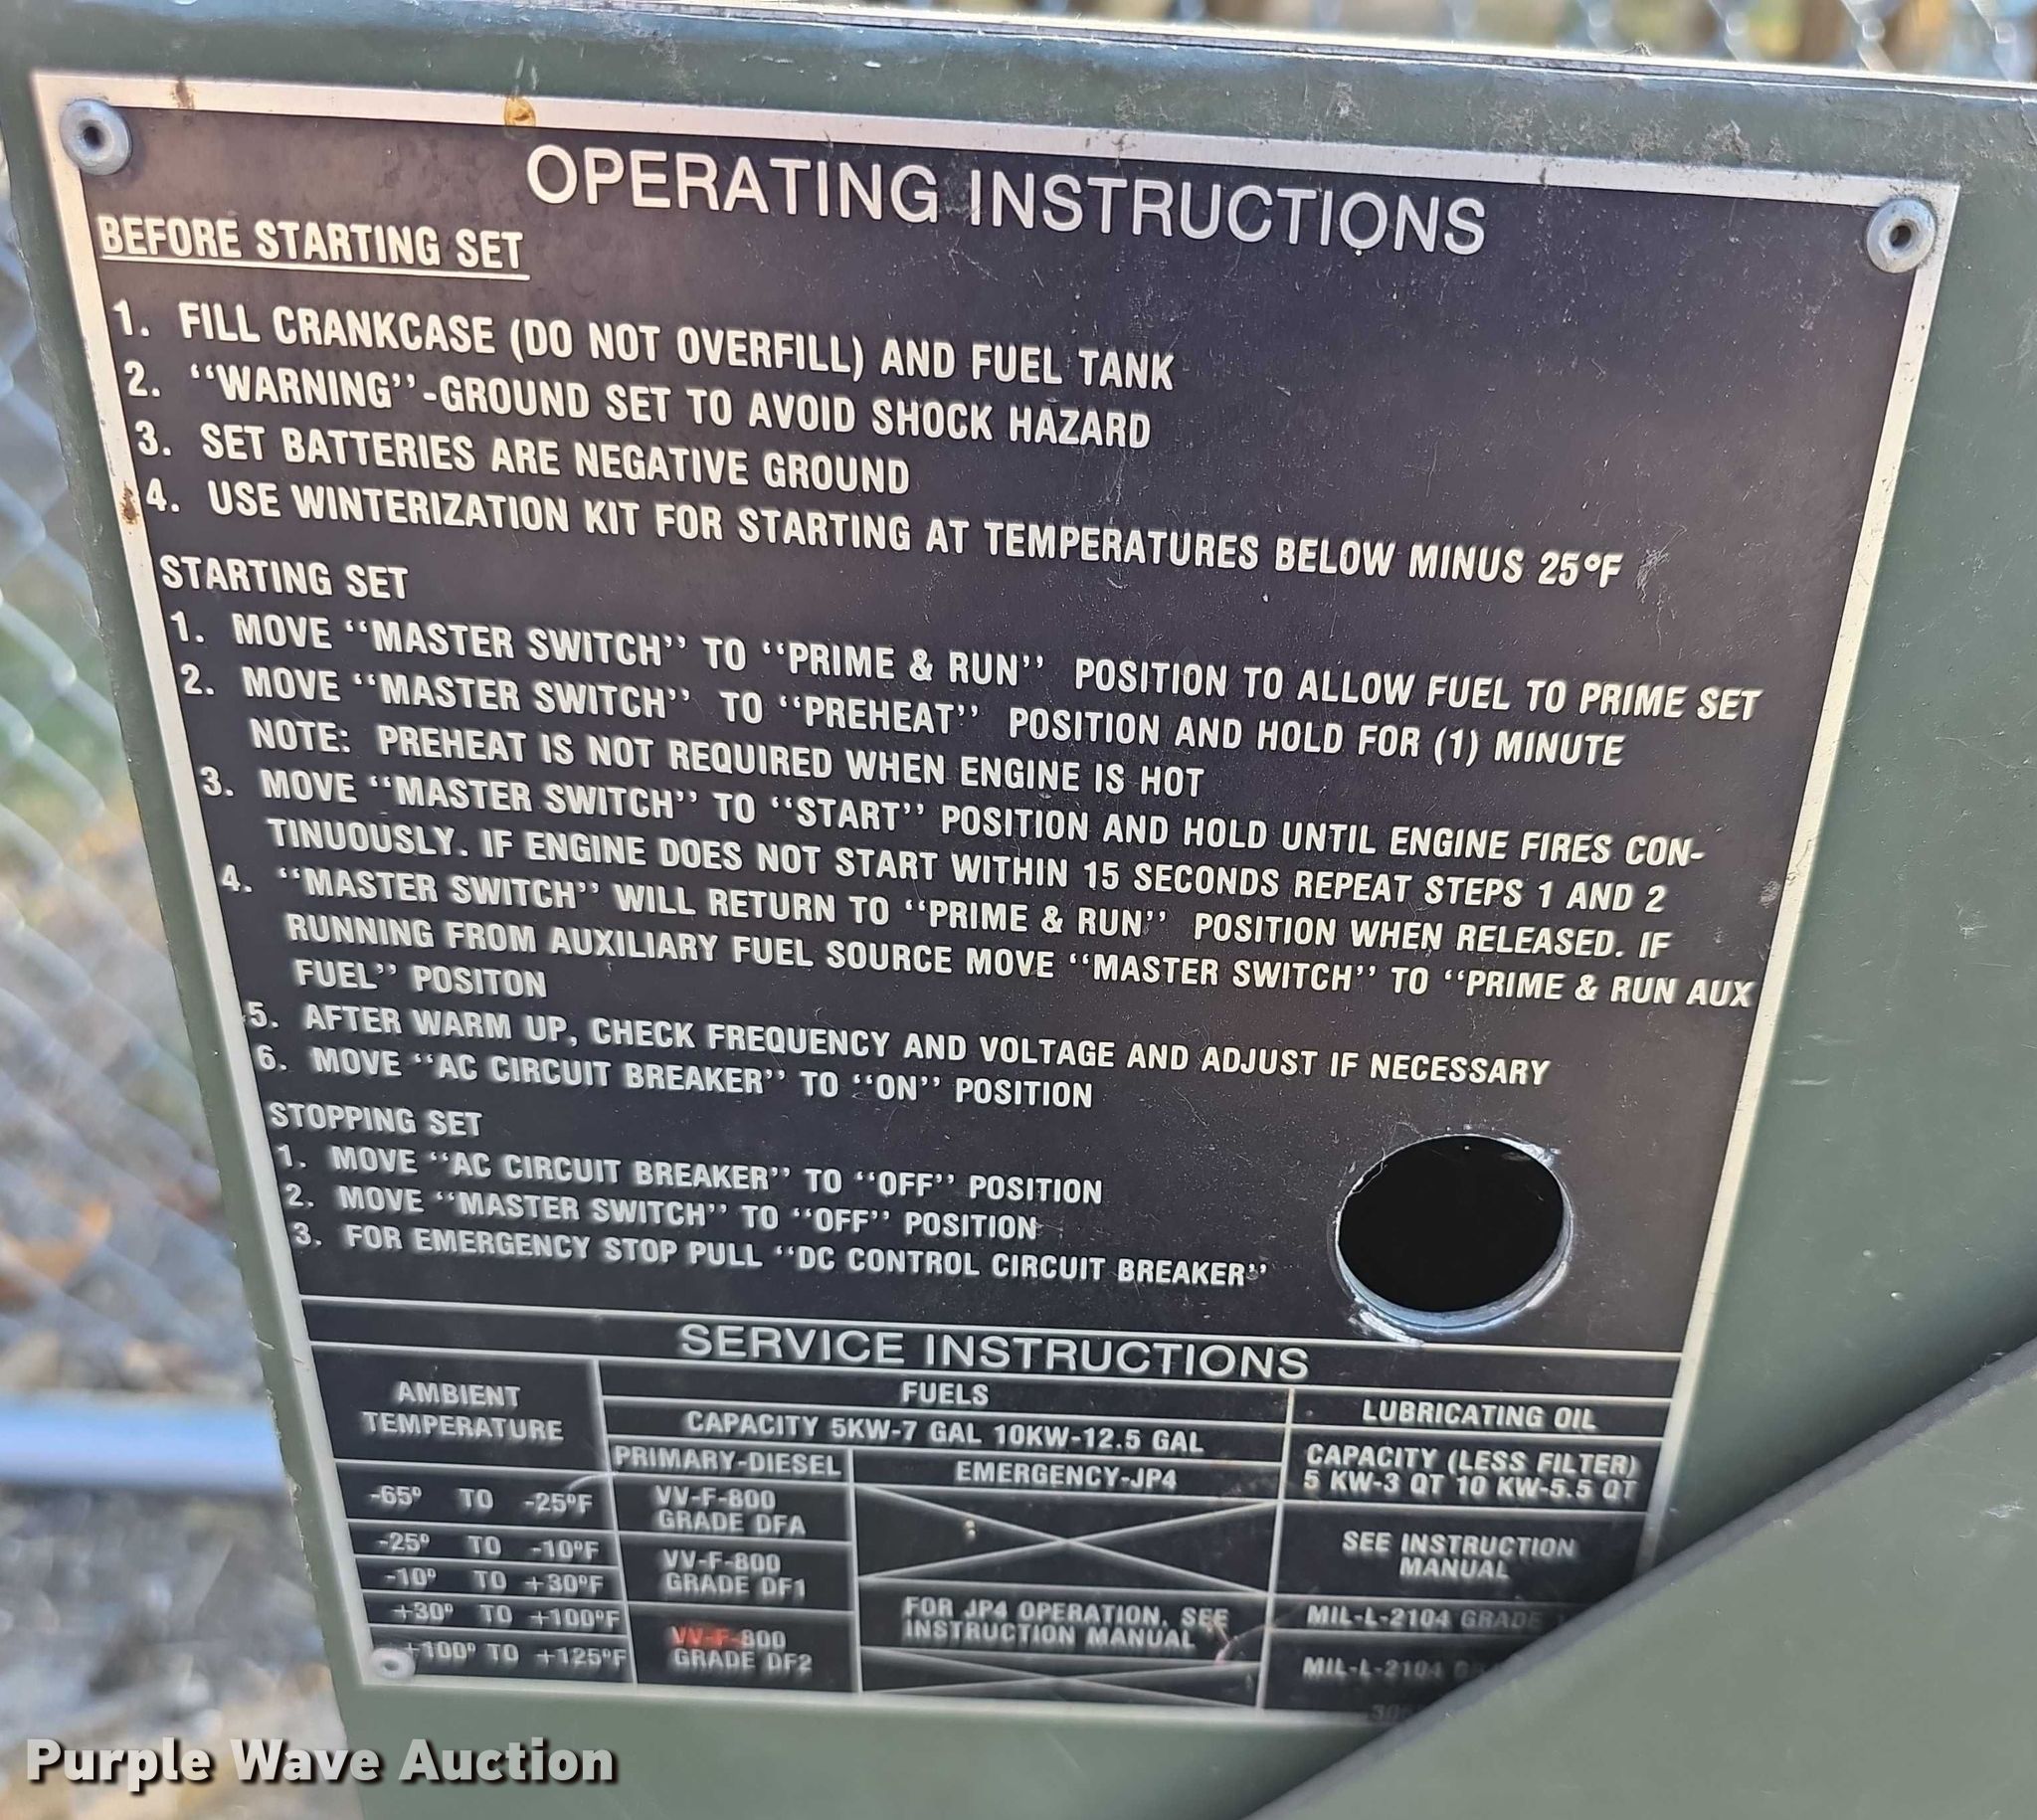 OPERATING INSTRUCTIONS
BEFORE STARTING SET
1. FILL CRANKCASE (DO NOT OVERFILL) AND FUEL TANK
2. "WARNING"-GROUND SET TO AVOID SHOCK HAZARD
3. SET BATTERIES ARE NEGATIVE GROUND
4. USE WINTERIZATION KIT FOR STARTING AT TEMPERATURES BELOW MINUS 25°F
STARTING SET
1. MOVE "MASTER SWITCH" TO "PRIME & RUN" POSITION TO ALLOW FUEL TO PRIME SET
2. MOVE "MASTER SWITCH" TO "PREHEAT" POSITION AND HOLD FOR (1) MINUTE
NOTE: PREHEAT IS NOT REQUIRED WHEN ENGINE IS HOT
3. MOVE "MASTER SWITCH" TO "START" POSITION AND HOLD UNTIL ENGINE FIRES CON-
TINUOUSLY. IF ENGINE DOES NOT START WITHIN 15 SECONDS REPEAT STEPS 1 AND 2
4. "MASTER SWITCH" WILL RETURN TO "PRIME & RUN" POSITION WHEN RELEASED. IF
RUNNING FROM AUXILIARY FUEL SOURCE MOVE "MASTER SWITCH" TO "PRIME & RUN AUX
FUEL" POSITON
5. AFTER WARM UP, CHECK FREQUENCY AND VOLTAGE AND ADJUST IF NECESSARY
6. MOVE "AC CIRCUIT BREAKER" TO "ON" POSITION
STOPPING SET
1. MOVE "AC CIRCUIT BREAKER" TO "OFF" POSITION
2. MOVE "MASTER SWITCH" TO "OFF" POSITION
3. FOR EMERGENCY STOP PULL "DC CONTROL CIRCUIT BREAKER"
SERVICE INSTRUCTIONS
AMBIENT
TEMPERATURE
FUELS
CAPACITY 5KW-7 GAL 10KW-12.5 GAL
PRIMARY-DIESEL
EMERGENCY-JP4
LUBRICATING OIL
CAPACITY (LESS FILTER)
5 KW-3 QT 10 KW-5.5 QT
-65° TO -25°F
VV-F-800
GRADE DFA
SEE INSTRUCTION
MANUAL
-25° TO -10°F
-10° TO +30°F
VV-F-800
GRADE DF1
+30° TO +100°F
+100° TO +125°F
VV-F-800
GRADE DF2
FOR JP4 OPERATION, SEE
INSTRUCTION MANUAL
MIL-L-2104 GRADE
MIL-L-2104
Purple Wave Auction